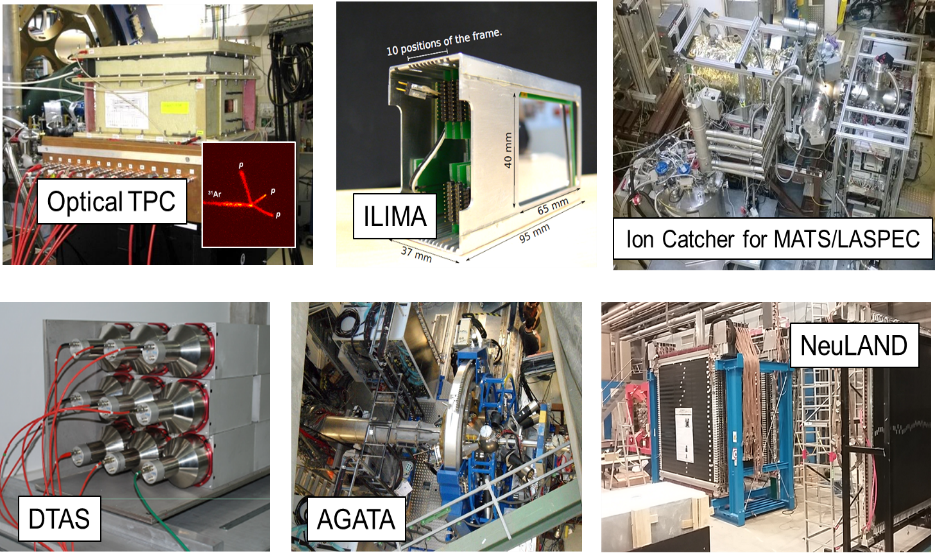 Optical TPC
p
³¹Ar
p
p
10 positions of the frame.
40 mm
65 mm
95 mm
37 mm
ILIMA
Ion Catcher for MATS/LASPEC
DTAS
AGATA
NeuLAND